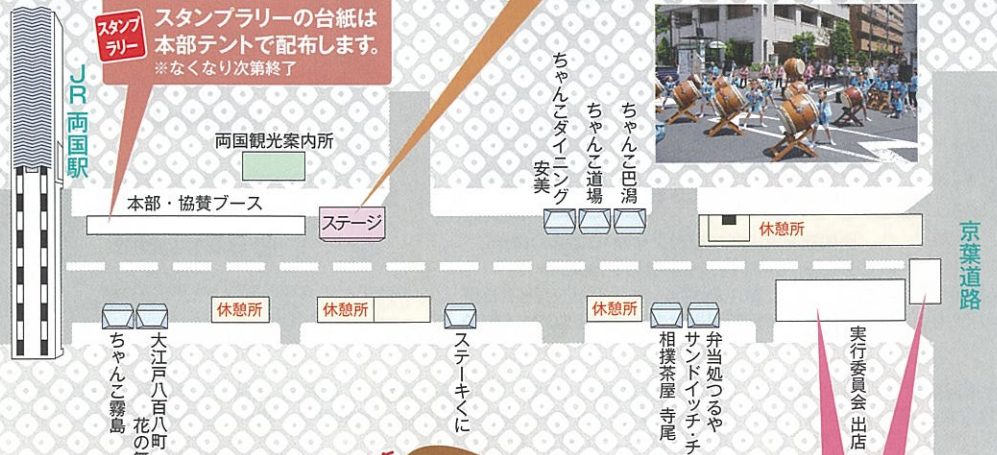 スタンプ
ラリー
スタンプラリーの台紙は
本部テントで配布します。
※なくなり次第終了
JR 両国駅
両国観光案内所
本部・協賛ブース
ステージ
ちゃんこダイニング
安美
ちゃんこ道場
ちゃんこ巴潟
休憩所
京葉道路
休憩所
休憩所
休憩所
ちゃんこ霧島
大江戸八百八町
花の
ステーキくに
相撲茶屋 寺尾
弁当処つるや
サンドイッチ・チ
実行委員会 出店